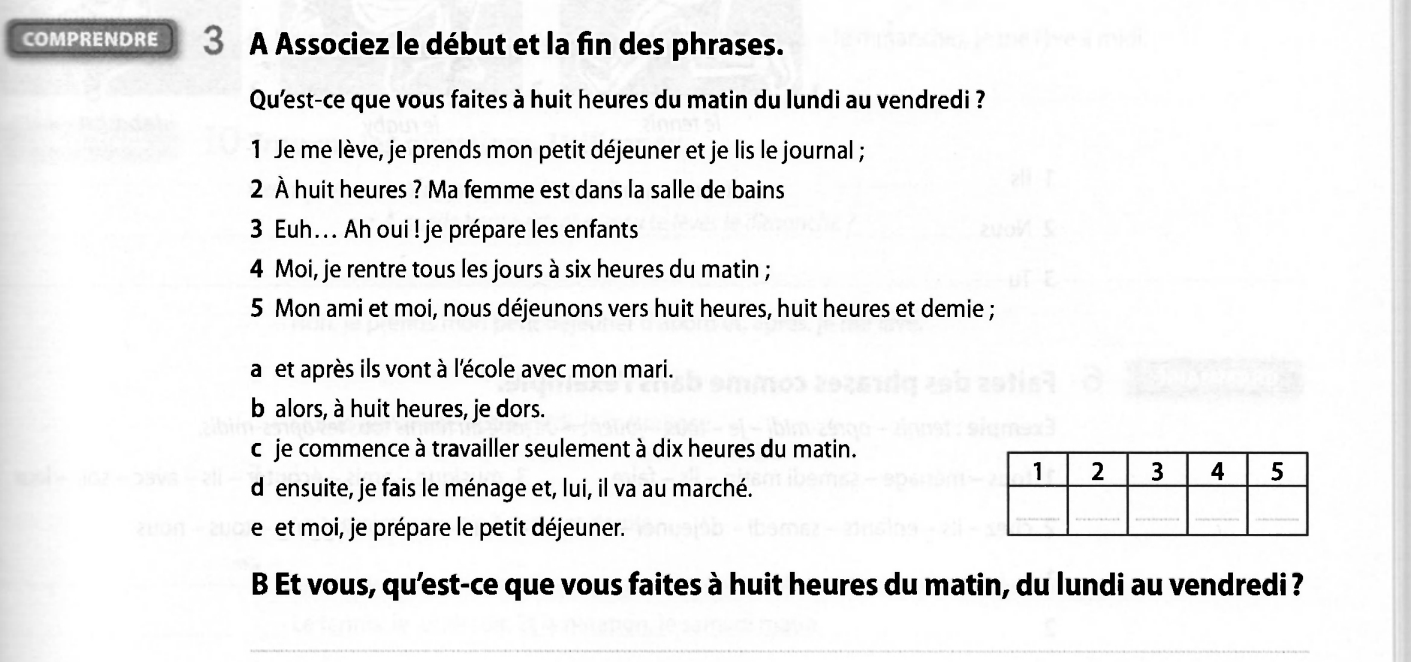 COMPRENDRE 3 A Associez le début et la fin des phrases.
Qu'est-ce que vous faites à huit heures du matin du lundi au vendredi ?
1 Je me lève, je prends mon petit déjeuner et je lis le journal ;
2 À huit heures ? Ma femme est dans la salle de bains
3 Euh… Ah oui ! je prépare les enfants
4 Moi, je rentre tous les jours à six heures du matin ;
5 Mon ami et moi, nous déjeunons vers huit heures, huit heures et demie ;
a et après ils vont à l'école avec mon mari.
b alors, à huit heures, je dors.
c je commence à travailler seulement à dix heures du matin.
d ensuite, je fais le ménage et, lui, il va au marché.
e et moi, je prépare le petit déjeuner.
1 2 3 4 5
B Et vous, qu'est-ce que vous faites à huit heures du matin, du lundi au vendredi ?